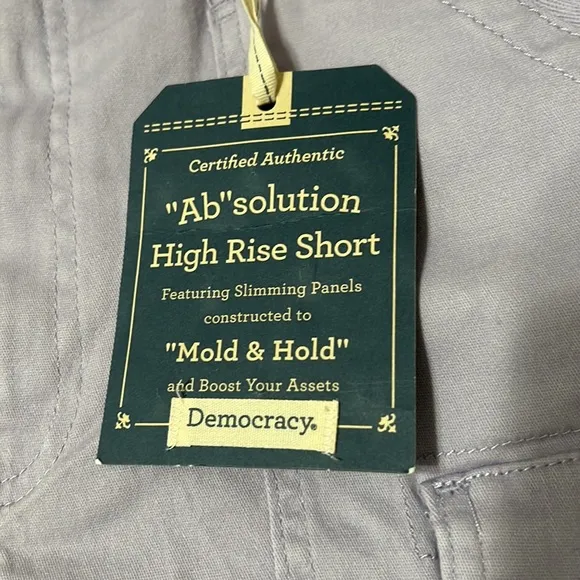 Certified Authentic
"Ab"solution
High Rise Short
Featuring Slimming Panels
constructed to
"Mold & Hold"
and Boost Your Assets
Democracy®